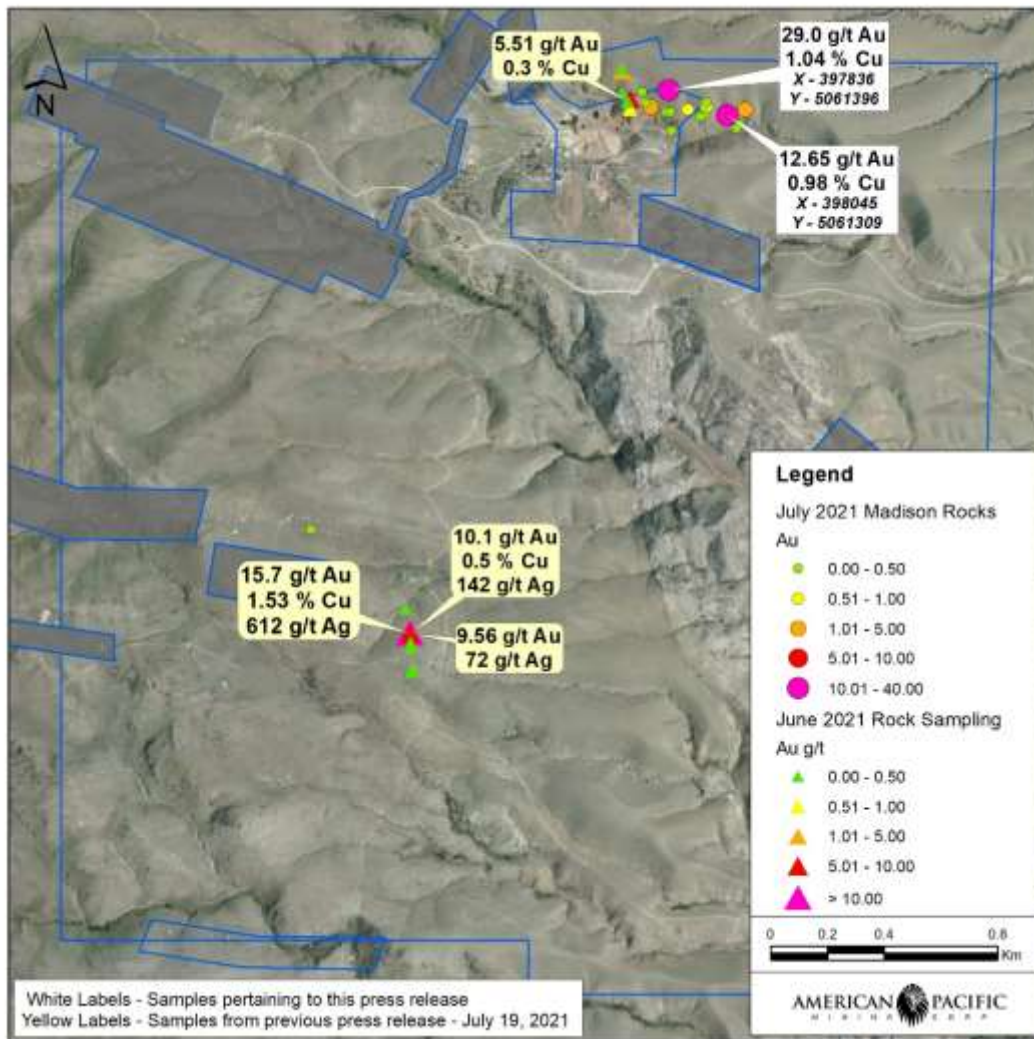 N
5.51 g/t Au
0.3 % Cu
29.0 g/t Au
1.04 % Cu
X - 397836
Y - 5061396
12.65 g/t Au
0.98 % Cu
X - 398045
Y - 5061309
15.7 g/t Au
1.53 % Cu
612 g/t Ag
10.1 g/t Au
0.5 % Cu
142 g/t Ag
9.56 g/t Au
72 g/t Ag
Legend
July 2021 Madison Rocks
Au
0.00 - 0.50
0.51 - 1.00
1.01 - 5.00
5.01 - 10.00
10.01 - 40.00
June 2021 Rock Sampling
Au g/t
0.00 - 0.50
0.51 - 1.00
1.01 - 5.00
5.01 - 10.00
> 10.00
0 0.2 0.4 0.8
Km
AMERICAN PACIFIC
MINING CORP
White Labels - Samples pertaining to this press release
Yellow Labels - Samples from previous press release - July 19, 2021